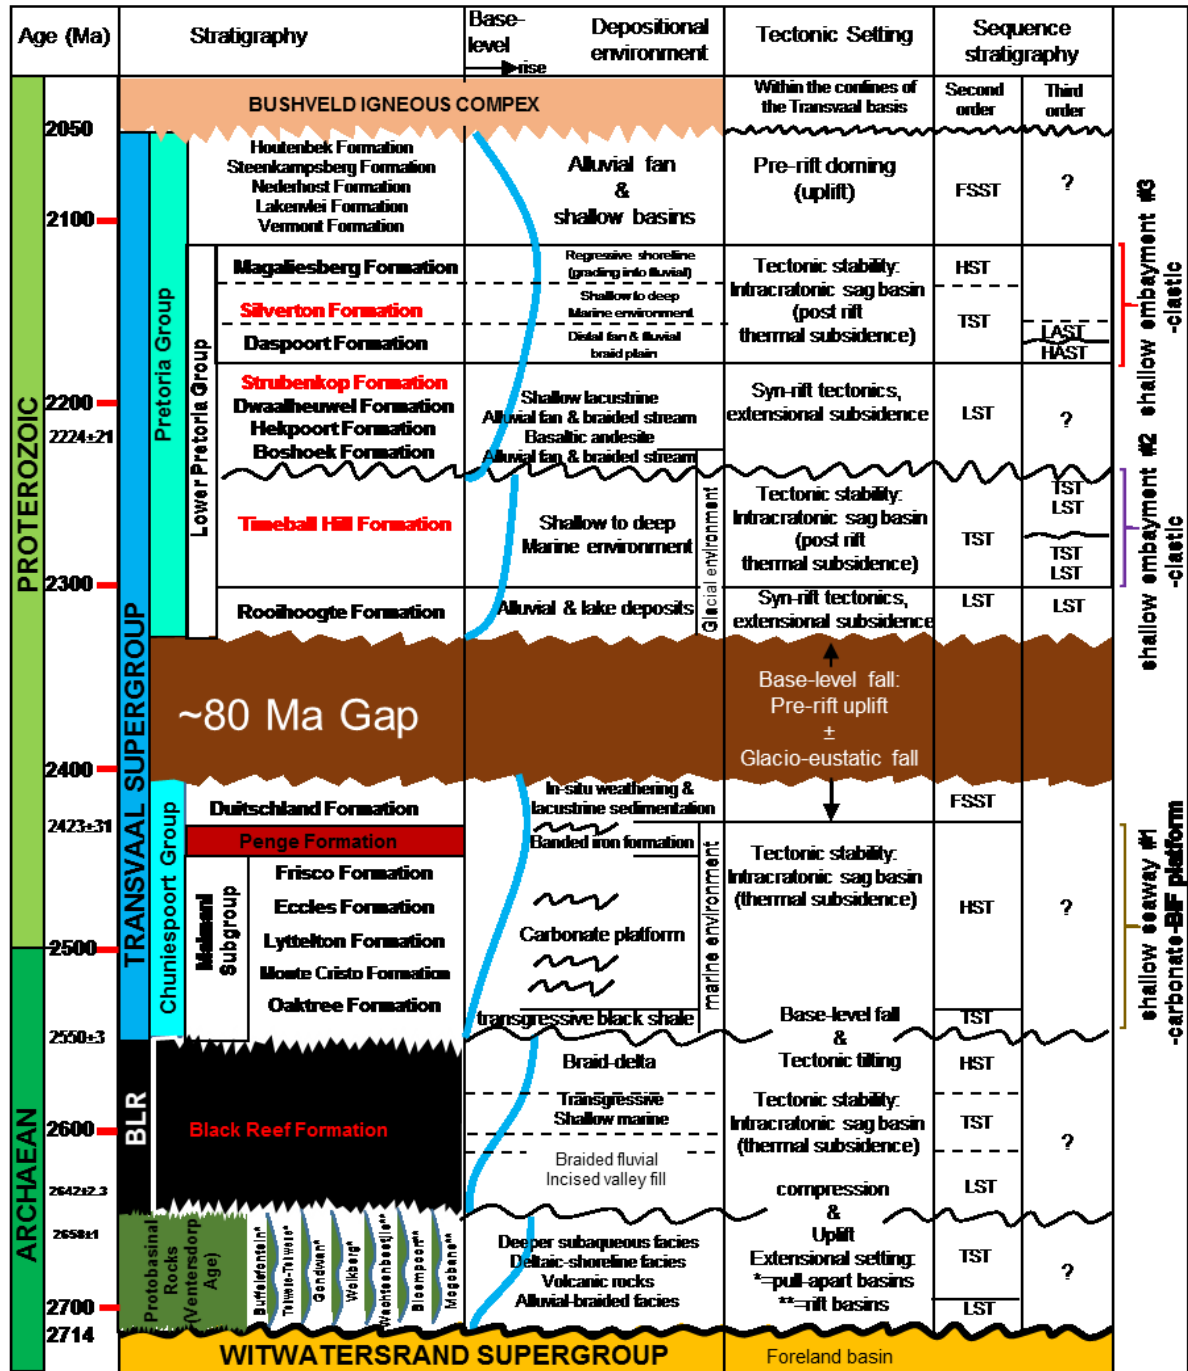 Age (Ma)
Stratigraphy
Base-
level
rise
Depositional
environment
Tectonic Setting
Sequence
stratigraphy
Within the confines of
the Transvaal basis
Second
order
Third
order
BUSHVELD IGNEOUS COMPEX
2050
2100
2200
2224±21
2300
2400
2423±31
2500
2550±3
2600
2642±2.3
2658±1
2700
2714
PROTEROZOIC
ARCHAEAN
TRANSVAAL SUPERGROUP
BLR
Pretoria Group
Lower Pretoria Group
Chuniespoort Group
Malmani
Subgroup
Houtenbek Formation
Steenkampsberg Formation
Nederhost Formation
Lakenvlei Formation
Vermont Formation
Alluvial fan
&
shallow basins
Pre-rift doming
(uplift)
FSST
?
Magaliesberg Formation
Regressive shoreline
(grading into fluvial)
Silverton Formation
Shallow to deep
Marine environment
Daspoort Formation
Distal fan & fluvial
braid plain
Tectonic stability:
Intracratonic sag basin
(post rift
thermal subsidence)
HST
TST
LAST
HAST
Strubenkop Formation
Dwaalheuwel Formation
Hekpoort Formation
Boshoek Formation
Shallow lacustrine
Alluvial fan & braided stream
Basaltic andesite
Alluvial fan & braided stream
Syn-rift tectonics,
extensional subsidence
LST
?
Timeball Hill Formation
Shallow to deep
Marine environment
Glacial environment
Tectonic stability:
Intracratonic sag basin
(post rift
thermal subsidence)
TST
TST
LST
TST
LST
Rooihoogte Formation
Alluvial & lake deposits
Syn-rift tectonics,
extensional subsidence
LST
LST
~80 Ma Gap
Base-level fall:
Pre-rift uplift
±
Glacio-eustatic fall
Duitschland Formation
In-situ weathering &
lacustrine sedimentation
FSST
Penge Formation
Banded iron formation
Frisco Formation
Eccles Formation
Lyttelton Formation
Monte Cristo Formation
Oaktree Formation
Carbonate platform
transgressive black shale
marine environment
Tectonic stability:
Intracratonic sag basin
(thermal subsidence)
HST
?
TST
Base-level fall
&
Tectonic tilting
Black Reef Formation
Braid-delta
Transgressive
Shallow marine
Braided fluvial
Incised valley fill
Tectonic stability:
Intracratonic sag basin
(thermal subsidence)
HST
TST
LST
?
compression
&
Uplift
Extensional setting:
*=pull-apart basins
**=rift basins
Protobasinal
Rocks
(Ventersdorp
Age)
Buffelsfontein*
Tshwene-Tshwene*
Godwan*
Wolkberg*
Wachteenbeetjie**
Bloempoort**
Mogobane**
Deeper subaqueous facies
Deltaic-shoreline facies
Volcanic rocks
Alluvial-braided facies
TST
LST
?
WITWATERSRAND SUPERGROUP
Foreland basin
shallow embayment #3
-clastic
shallow embayment #2
-clastic
shallow seaway #1
-carbonate-BIF platform